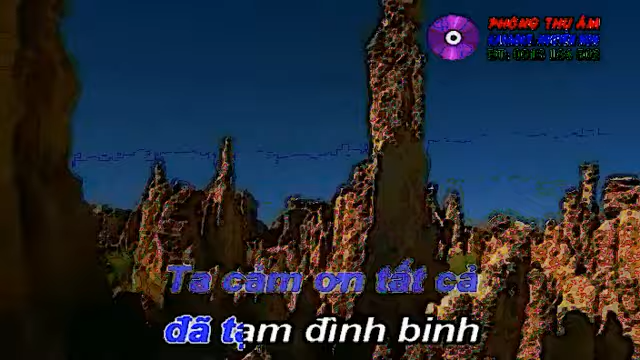 PHÒNG THU ÂM
Ta cảm ơn tất cả
đã tạm đình binh